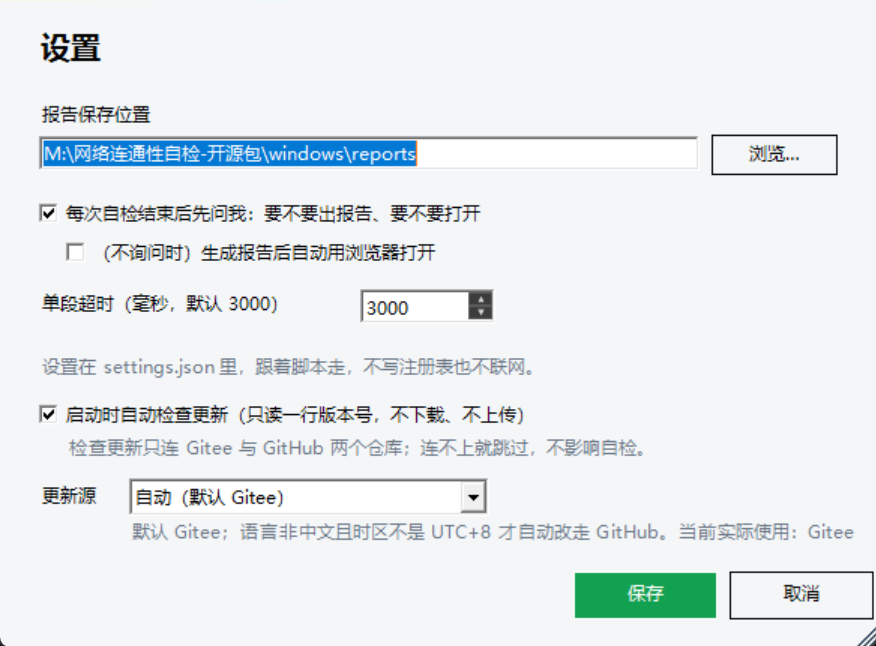 设置
报告保存位置
M:\网络连通性自检-开源包\windows\reports
浏览...
每次自检结束后先问我：要不要出报告、要不要打开
（不询问时）生成报告后自动用浏览器打开
单段超时（毫秒，默认 3000）
3000
设置在 settings.json 里，跟着脚本走，不写注册表也不联网。
启动时自动检查更新（只读一行版本号，不下载、不上传）
检查更新只连 Gitee 与 GitHub 两个仓库；连不上就跳过，不影响自检。
更新源
自动（默认 Gitee）
默认 Gitee；语言非中文且时区不是 UTC+8 才自动改走 GitHub。当前实际使用：Gitee
保存
取消